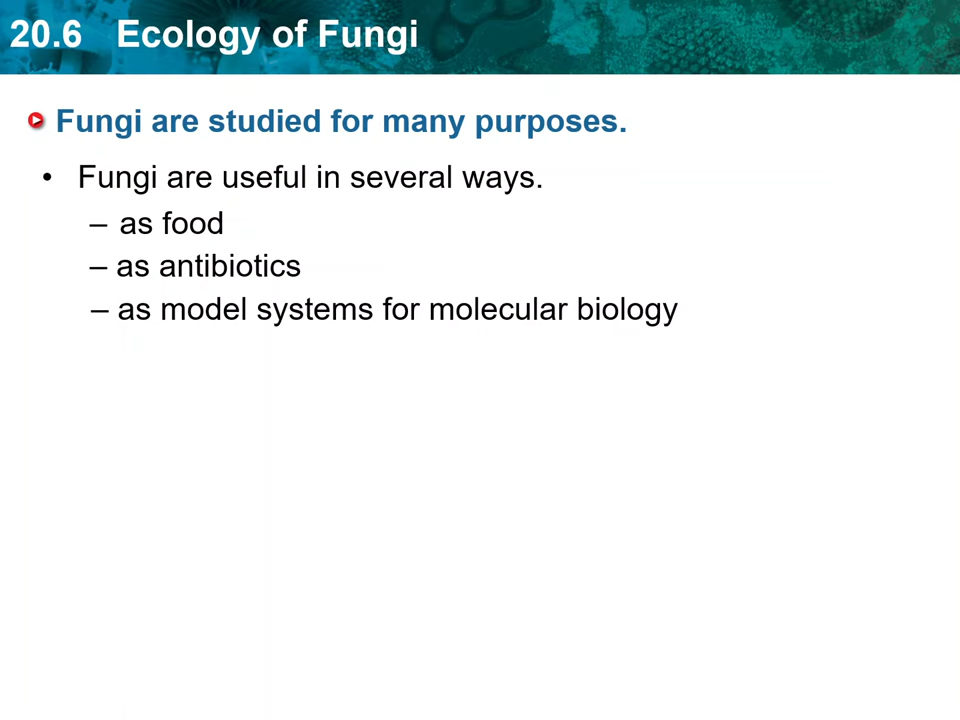 20.6 Ecology of Fungi
Fungi are studied for many purposes.
• Fungi are useful in several ways.
– as food
– as antibiotics
– as model systems for molecular biology